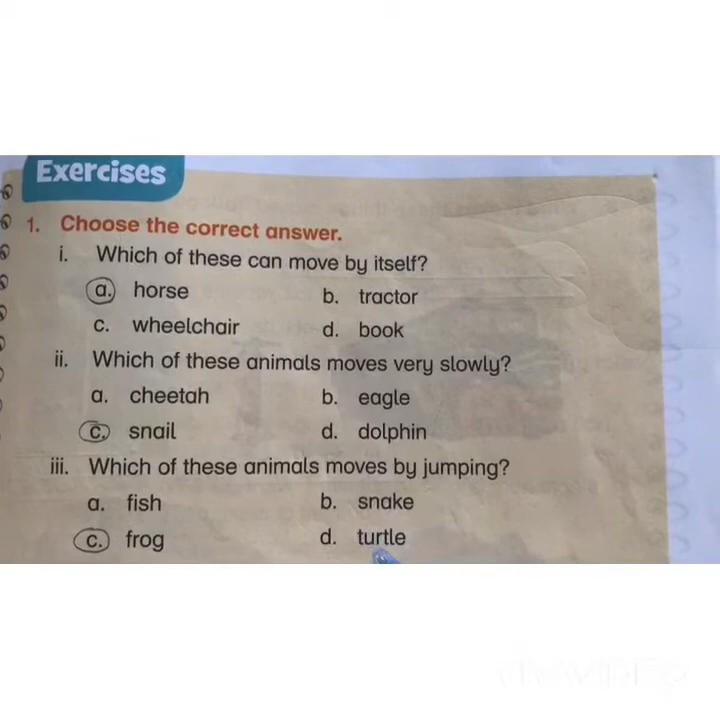 Exercises
1. Choose the correct answer.
i. Which of these can move by itself?
a. horse b. tractor
c. wheelchair d. book
ii. Which of these animals moves very slowly?
a. cheetah b. eagle
c. snail d. dolphin
iii. Which of these animals moves by jumping?
a. fish b. snake
c. frog d. turtle